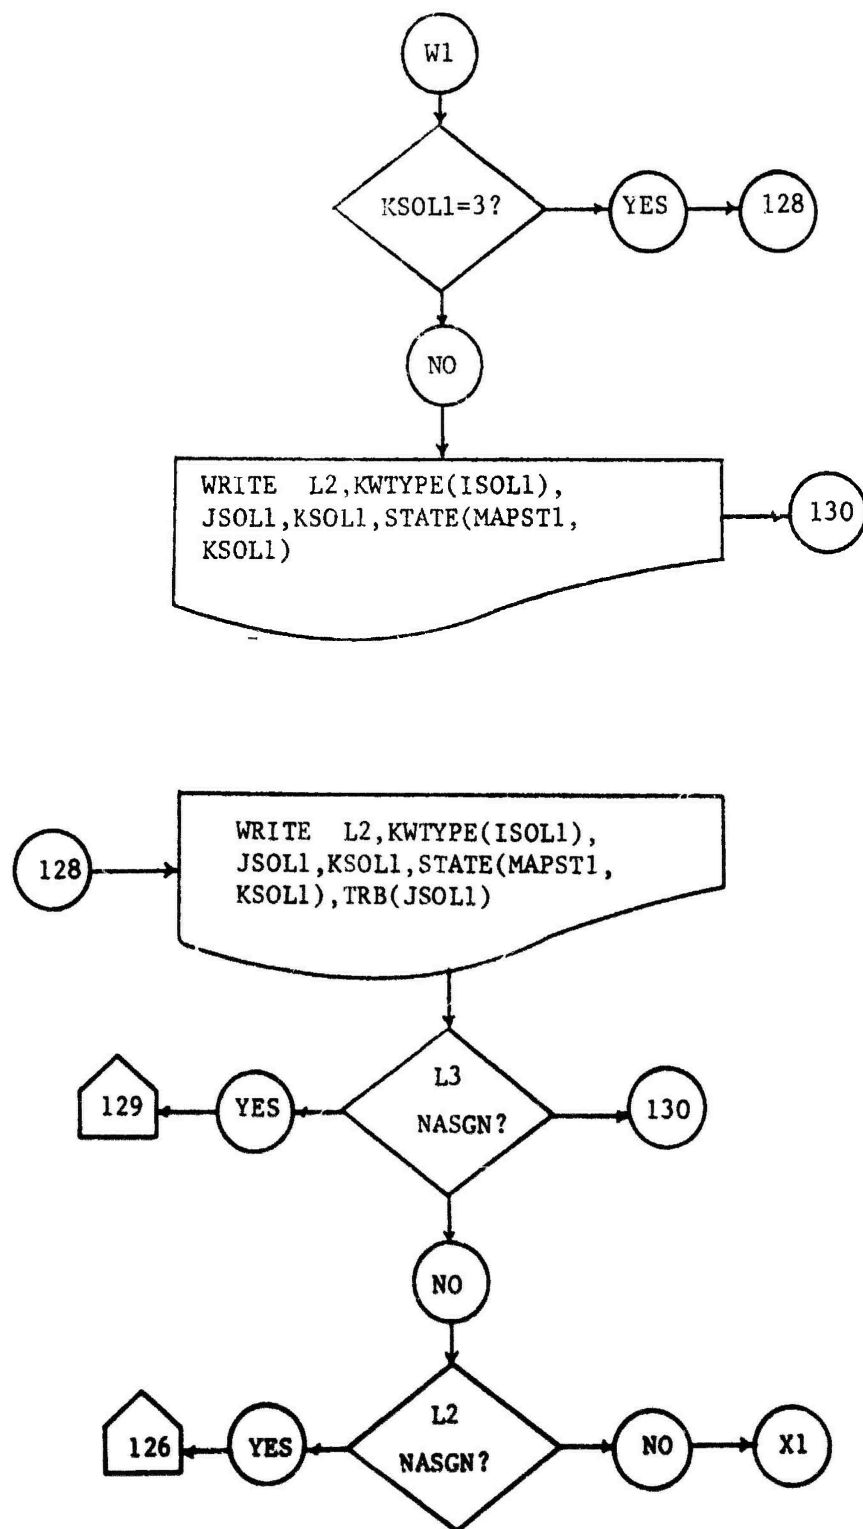 W1
KSOL1=3?
YES
128
NO
WRITE L2,KWTYPE(ISOL1),
JSOL1,KSOL1,STATE(MAPST1,
KSOL1)
130
128
WRITE L2,KWTYPE(ISOL1),
JSOL1,KSOL1,STATE(MAPST1,
KSOL1),TRB(JSOL1)
129
YES
L3
NASGN?
130
NO
126
YES
L2
NASGN?
NO
X1